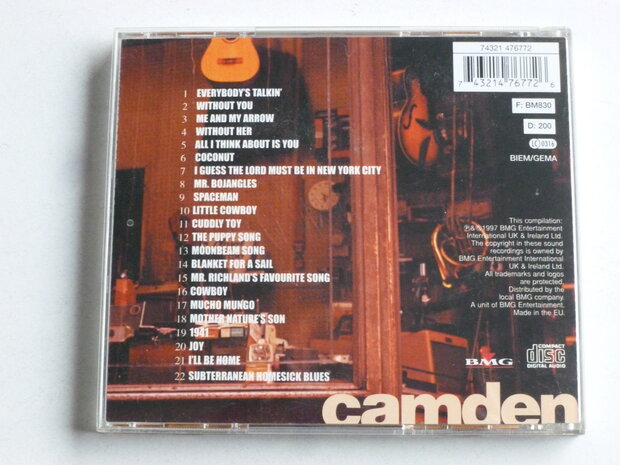 1 EVERYBODY'S TALKIN'
2 WITHOUT YOU
3 ME AND MY ARROW
4 WITHOUT HER
5 ALL I THINK ABOUT IS YOU
6 COCONUT
7 I GUESS THE LORD MUST BE IN NEW YORK CITY
8 MR. BOJANGLES
9 SPACEMAN
10 LITTLE COWBOY
11 CUDDLY TOY
12 THE PUPPY SONG
13 MOONBEAM SONG
14 BLANKET FOR A SAIL
15 MR. RICHLAND'S FAVOURITE SONG
16 COWBOY
17 MUCHO MUNGO
18 MOTHER NATURE'S SON
19 1941
20 JOY
21 I'LL BE HOME
22 SUBTERRANEAN HOMESICK BLUES
74321 476772
7 43214 76772 6
F: BM830
D: 200
LC 0316
BIEM/GEMA
This compilation:
℗&©1997 BMG Entertainment
International UK & Ireland Ltd.
The copyright in these sound
recordings is owned by
BMG Entertainment International
UK & Ireland Ltd.
All trademarks and logos
are protected.
Distributed by the
local BMG company.
A unit of BMG Entertainment.
Made in the EU.
BMG
COMPACT
disc
DIGITAL AUDIO
camden